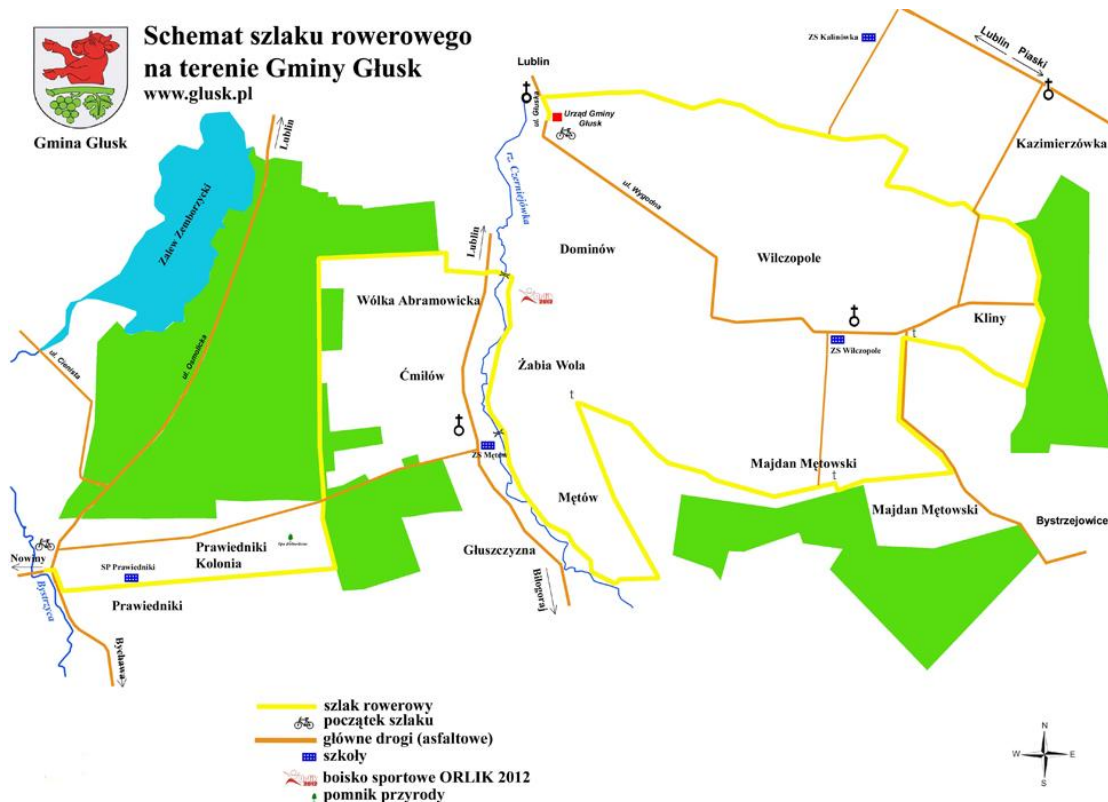 Schemat szlaku rowerowego
na terenie Gminy Głusk
www.glusk.pl
Gmina Głusk
Lublin
Zalew Zemborzycki
ul. Osmolicka
ul. Cienista
Lublin
ul. Głuska
Urząd Gminy
Głusk
rz. Czerniejówka
ul. Wygodna
ZS Kalinówka
Lublin Piaski
Kazimierzówka
Dominów
Wilczopole
Lublin
Wólka Abramowicka
Kliny
ZS Wilczopole
t
Żabia Wola
Ćmiłów
t
ZS Mętów
Majdan Mętowski
t
Mętów
Majdan Mętowski
Bystrzejowice
Głuszczyzna
Prawiedniki
Kolonia
Nowiny
SP Prawiedniki
Prawiedniki
Bystrzyca
Bychawa
Biłogoraj
szlak rowerowy
początek szlaku
główne drogi (asfaltowe)
szkoły
boisko sportowe ORLIK 2012
pomnik przyrody
N
W E
S